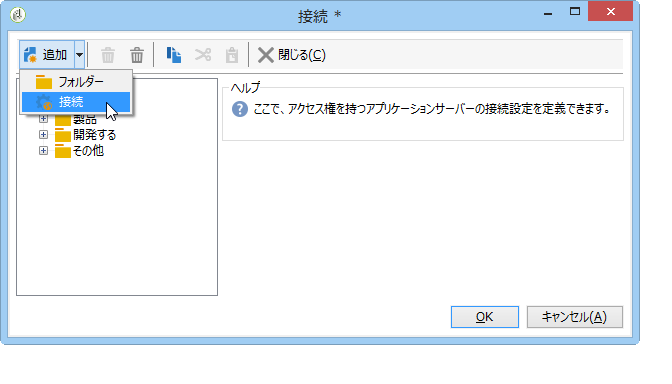 接続 *
追加
閉じる(C)
フォルダー
接続
製品
開発する
その他
ヘルプ
ここで、アクセス権を持つアプリケーションサーバーの接続設定を定義できます。
OK
キャンセル(A)